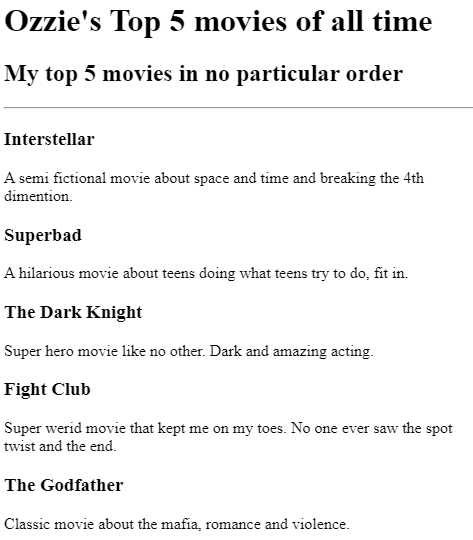 Ozzie's Top 5 movies of all time
My top 5 movies in no particular order
Interstellar
A semi fictional movie about space and time and breaking the 4th
dimention.
Superbad
A hilarious movie about teens doing what teens try to do, fit in.
The Dark Knight
Super hero movie like no other. Dark and amazing acting.
Fight Club
Super werid movie that kept me on my toes. No one ever saw the spot
twist and the end.
The Godfather
Classic movie about the mafia, romance and violence.